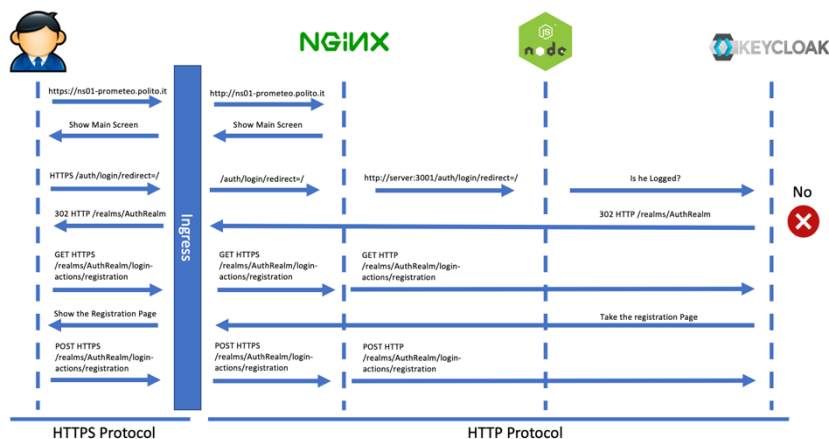 NGiNX
JS
node
KEYCLOAK
https://ns01-prometeo.polito.it
http://ns01-prometeo.polito.it
Show Main Screen
Show Main Screen
HTTPS /auth/login/redirect=/
/auth/login/redirect=/
http://server:3001/auth/login/redirect=/
Is he Logged?
No
302 HTTP /realms/AuthRealm
302 HTTP /realms/AuthRealm
Ingress
GET HTTPS
/realms/AuthRealm/login-
actions/registration
GET HTTPS
/realms/AuthRealm/login-
actions/registration
GET HTTP
/realms/AuthRealm/login-
actions/registration
Show the Registration Page
Take the registration Page
POST HTTPS
/realms/AuthRealm/login-
actions/registration
POST HTTPS
/realms/AuthRealm/login-
actions/registration
POST HTTP
/realms/AuthRealm/login-
actions/registration
HTTPS Protocol
HTTP Protocol